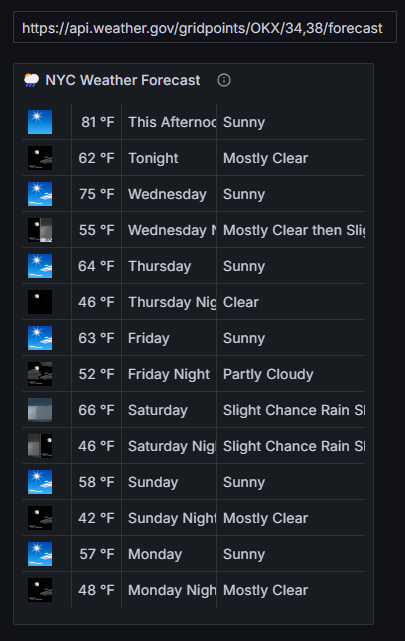 https://api.weather.gov/gridpoints/OKX/34,38/forecast
NYC Weather Forecast
81 °F This Afternoo Sunny
62 °F Tonight Mostly Clear
75 °F Wednesday Sunny
55 °F Wednesday N Mostly Clear then Slig
64 °F Thursday Sunny
46 °F Thursday Nig Clear
63 °F Friday Sunny
52 °F Friday Night Partly Cloudy
66 °F Saturday Slight Chance Rain Sh
46 °F Saturday Nig Slight Chance Rain Sh
58 °F Sunday Sunny
42 °F Sunday Night Mostly Clear
57 °F Monday Sunny
48 °F Monday Nigh Mostly Clear